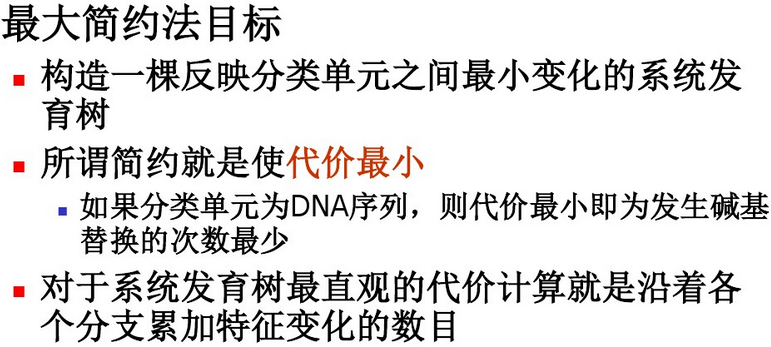 最大简约法目标
构造一棵反映分类单元之间最小变化的系统发
育树
所谓简约就是使代价最小
如果分类单元为DNA序列，则代价最小即为发生碱基
替换的次数最少
对于系统发育树最直观的代价计算就是沿着各
个分支累加特征变化的数目